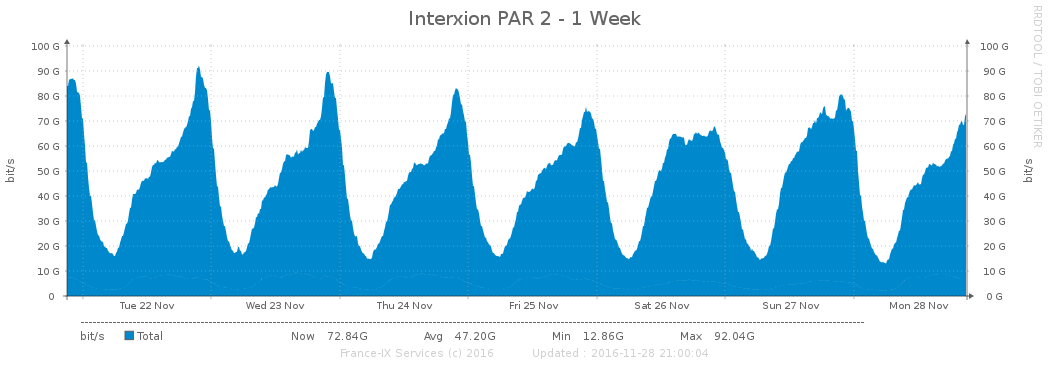 Interxion PAR 2 - 1 Week
RRDTOOL / TOBI OETIKER
bit/s
100 G 100 G
90 G 90 G
80 G 80 G
70 G 70 G
60 G 60 G
50 G 50 G
40 G 40 G
30 G 30 G
20 G 20 G
10 G 10 G
0 0 G
bit/s
Tue 22 Nov Wed 23 Nov Thu 24 Nov Fri 25 Nov Sat 26 Nov Sun 27 Nov Mon 28 Nov
bit/s Total Now 72.84G Avg 47.20G Min 12.86G Max 92.04G
France-IX Services (c) 2016 Updated : 2016-11-28 21:00:04